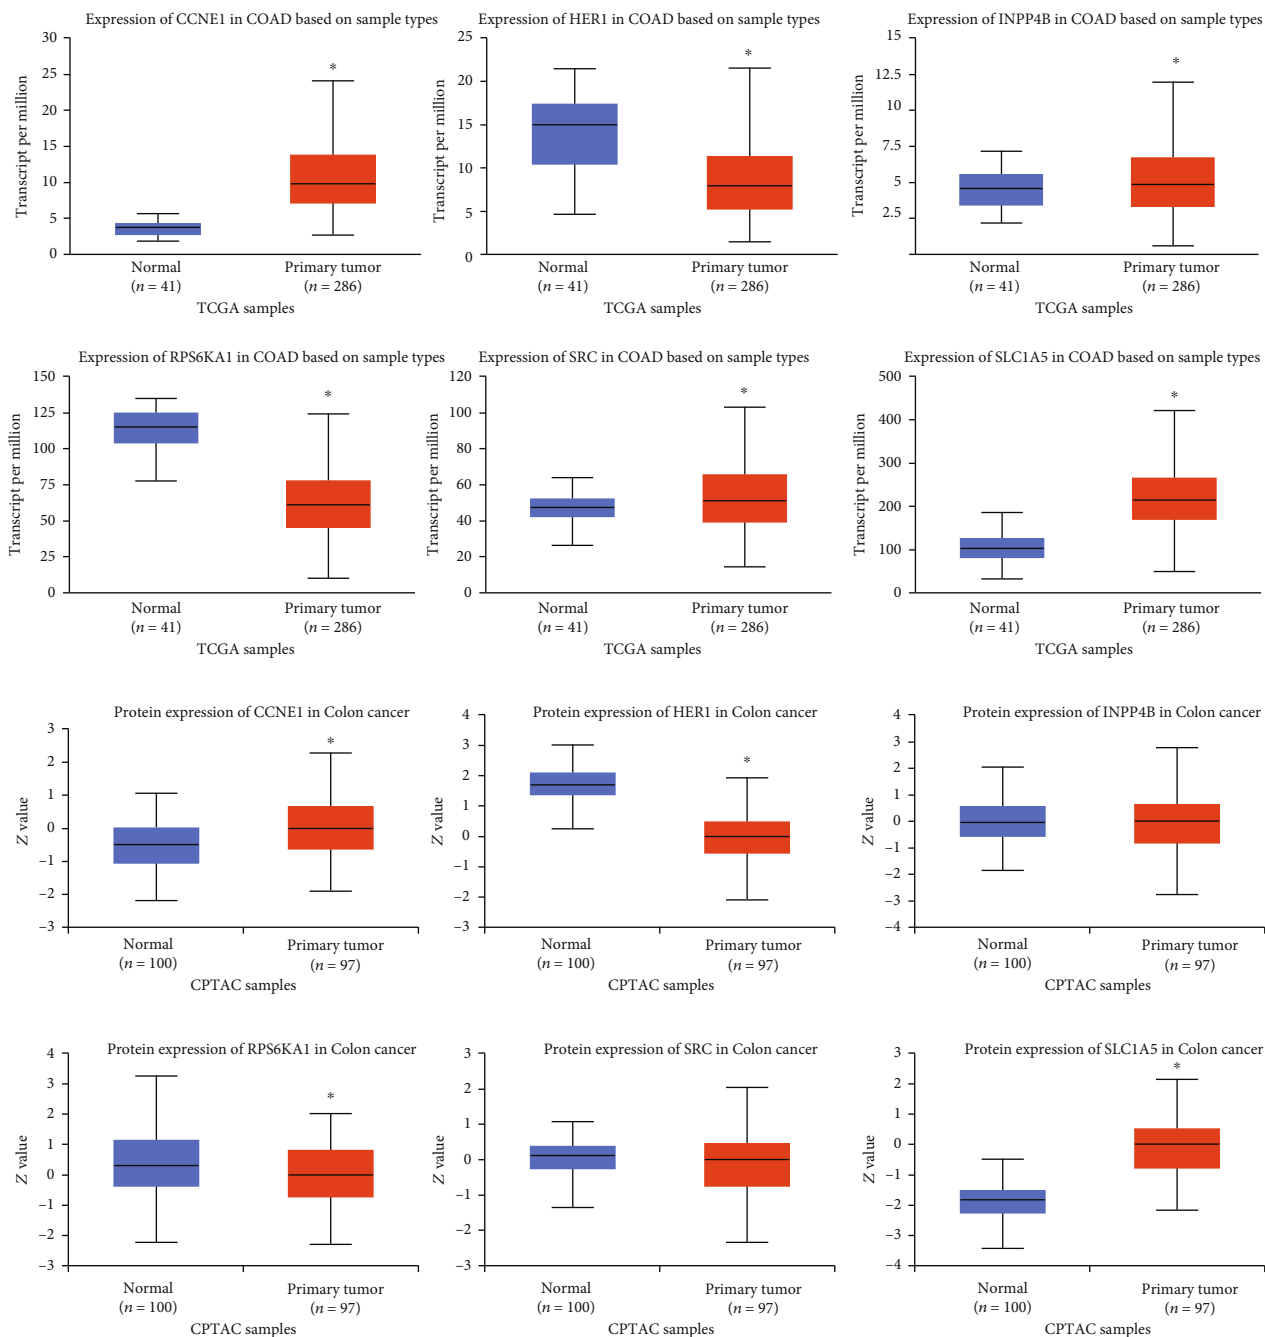 Expression of CCNE1 in COAD based on sample types
Transcript per million
30
25
20
15
10
5
0
*
Normal
(n = 41)
Primary tumor
(n = 286)
TCGA samples
Expression of HER1 in COAD based on sample types
Transcript per million
25
20
15
10
5
0
*
Normal
(n = 41)
Primary tumor
(n = 286)
TCGA samples
Expression of INPP4B in COAD based on sample types
Transcript per million
15
12.5
10
7.5
5
2.5
*
Normal
(n = 41)
Primary tumor
(n = 286)
TCGA samples
Expression of RPS6KA1 in COAD based on sample types
Transcript per million
150
125
100
75
50
25
0
*
Normal
(n = 41)
Primary tumor
(n = 286)
TCGA samples
Expression of SRC in COAD based on sample types
Transcript per million
120
100
80
60
40
20
0
*
Normal
(n = 41)
Primary tumor
(n = 286)
TCGA samples
Expression of SLC1A5 in COAD based on sample types
Transcript per million
500
400
300
200
100
0
*
Normal
(n = 41)
Primary tumor
(n = 286)
TCGA samples
Protein expression of CCNE1 in Colon cancer
Z value
3
2
1
0
–1
–2
–3
*
Normal
(n = 100)
Primary tumor
(n = 97)
CPTAC samples
Protein expression of HER1 in Colon cancer
Z value
4
3
2
1
0
–1
–2
–3
*
Normal
(n = 100)
Primary tumor
(n = 97)
CPTAC samples
Protein expression of INPP4B in Colon cancer
Z value
4
3
2
1
0
–1
–2
–3
–4
Normal
(n = 100)
Primary tumor
(n = 97)
CPTAC samples
Protein expression of RPS6KA1 in Colon cancer
Z value
4
3
2
1
0
–1
–2
–3
*
Normal
(n = 100)
Primary tumor
(n = 97)
CPTAC samples
Protein expression of SRC in Colon cancer
Z value
3
2
1
0
–1
–2
–3
Normal
(n = 100)
Primary tumor
(n = 97)
CPTAC samples
Protein expression of SLC1A5 in Colon cancer
Z value
3
2
1
0
–1
–2
–3
–4
*
Normal
(n = 100)
Primary tumor
(n = 97)
CPTAC samples